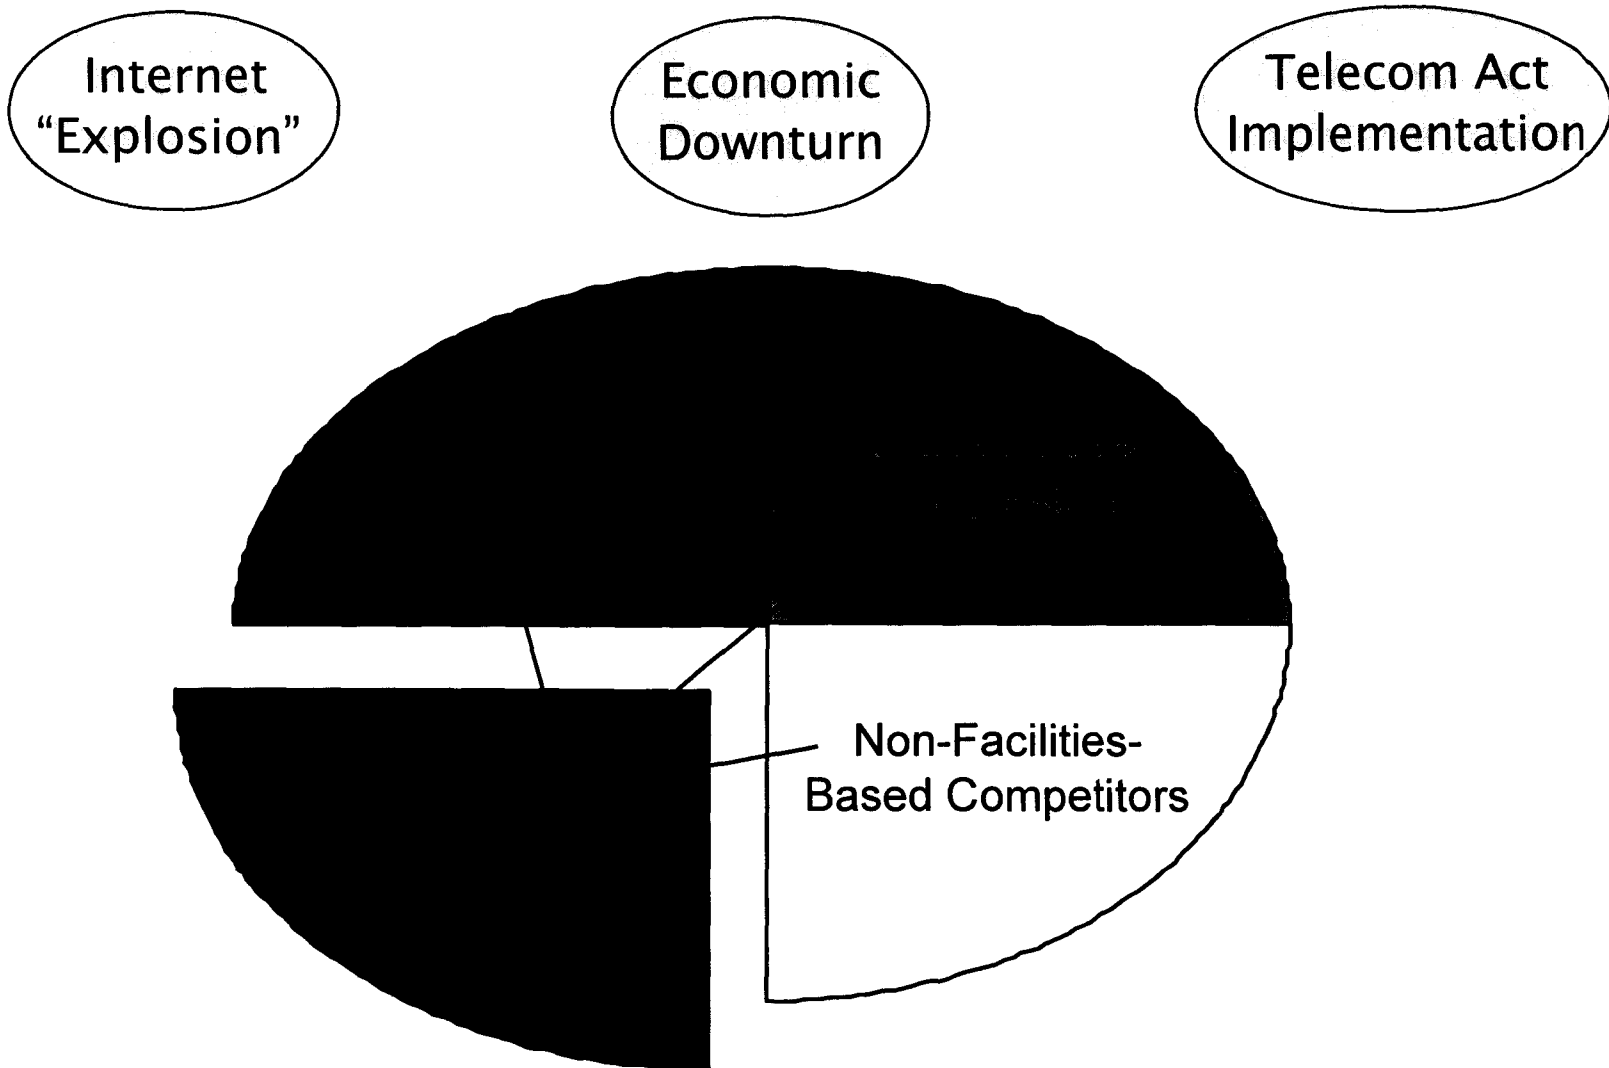 Internet
“Explosion”
Economic
Downturn
Telecom Act
Implementation
Non-Facilities-
Based Competitors